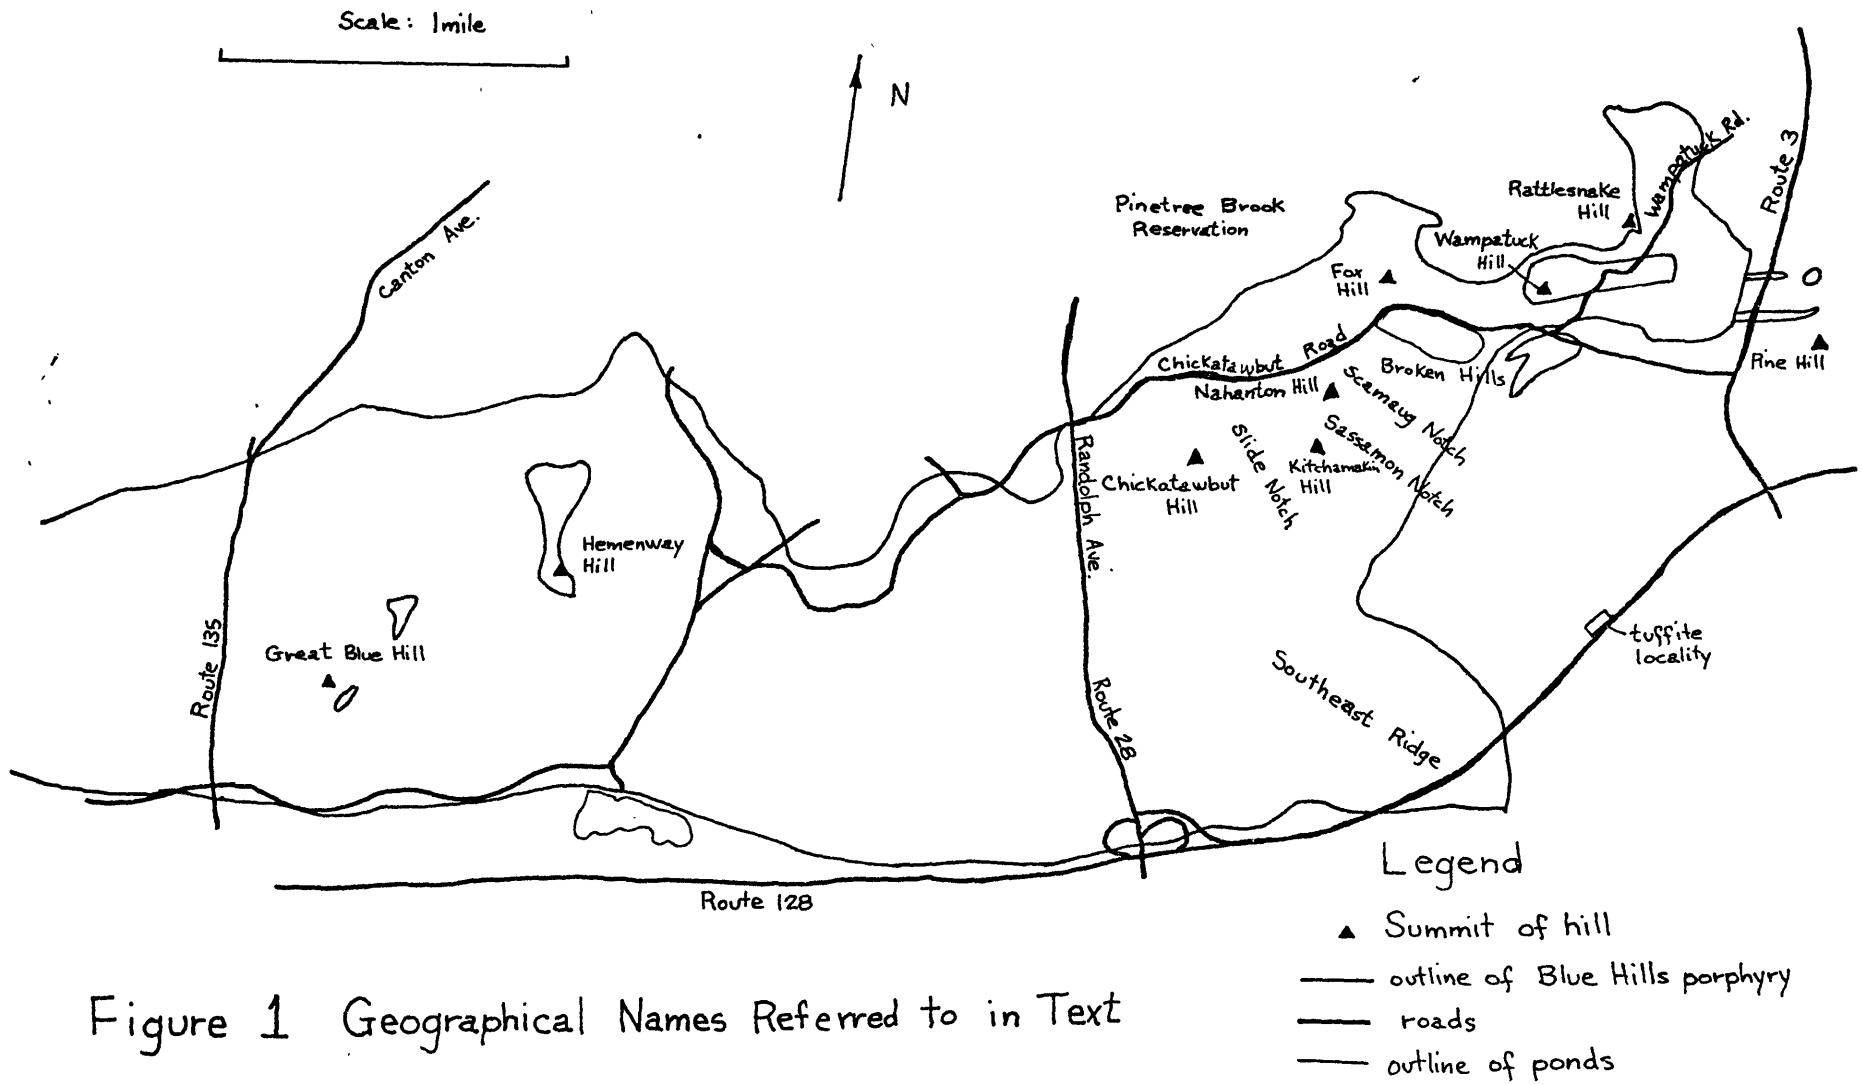 Scale: 1mile
N
Canton Ave.
Pinetree Brook
Reservation
Rattlesnake
Hill
Wampatuck Rd.
Route 3
Wampatuck
Hill
Fox
Hill
Chickatawbut Road
Broken Hills
Pine Hill
Nahanton Hill
Scamaug Notch
Sassamon Notch
Slide Notch
Kitchamakin
Hill
Chickatawbut
Hill
Randolph Ave.
Hemenway
Hill
Great Blue Hill
Route 135
tuffite
locality
Southeast Ridge
Route 28
Route 128
Legend
Summit of hill
outline of Blue Hills porphyry
roads
outline of ponds
Figure 1 Geographical Names Referred to in Text